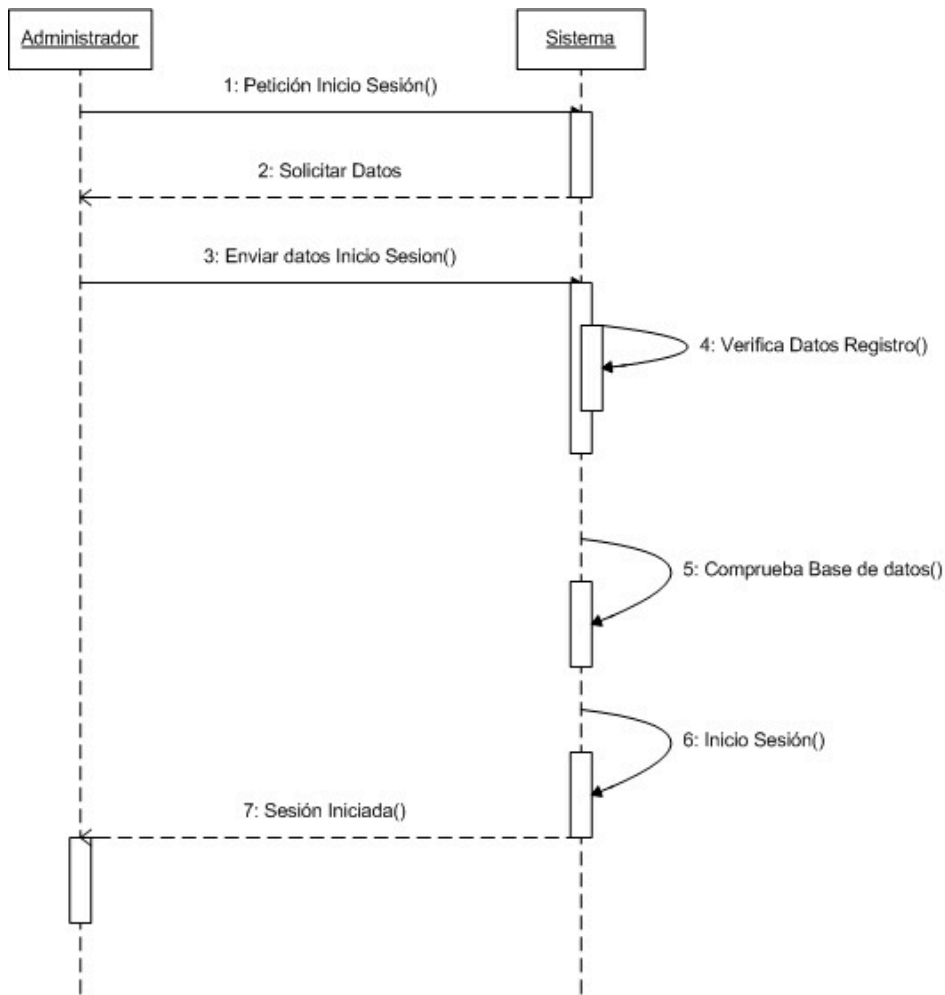 Administrador
Sistema
1: Petición Inicio Sesión()
2: Solicitar Datos
3: Enviar datos Inicio Sesion()
4: Verifica Datos Registro()
5: Comprueba Base de datos()
6: Inicio Sesión()
7: Sesión Iniciada()